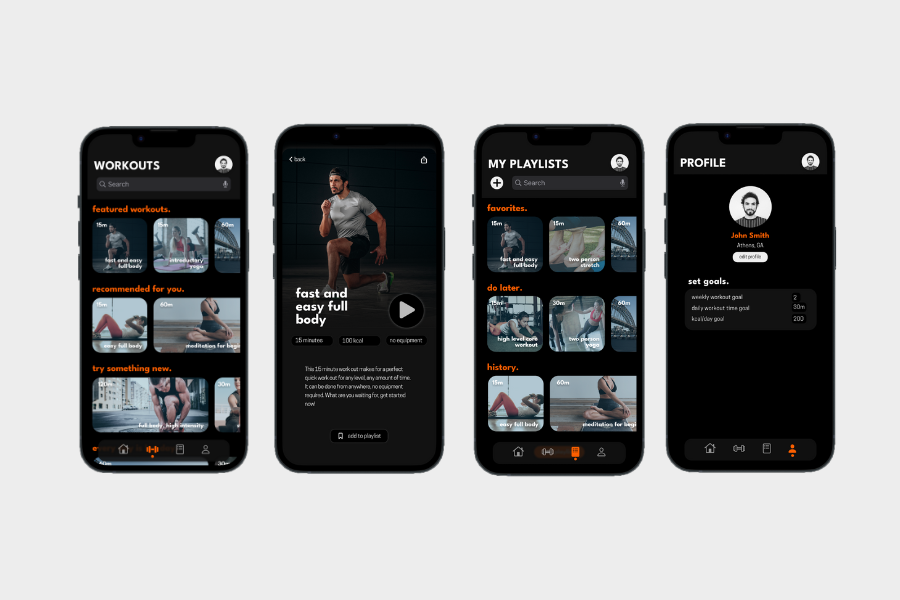 WORKOUTS
Search
featured workouts.
15m
15m
60m
fast and easy
full body
introductory
yoga
recommended for you.
15m
60m
easy full body
meditation for begi
try something new.
120m
30m
full body, high intensity
60m
30m
back
fast and
easy full
body
15 minutes
100 kcal
no equipment
This 15 minute workout makes for a perfect
quick work out for any level, any amount of time.
It can be done from anywhere, no equipment
required. What are you waiting for, get started
now!
add to playlist
MY PLAYLISTS
Search
favorites.
15m
15m
60m
fast and easy
full body
two person
stretch
do later.
15m
30m
60m
high level core
workout
two person
yoga
history.
15m
60m
easy full body
meditation for begi
PROFILE
John Smith
Athens, GA
edit profile
set goals.
weekly workout goal 2
daily workout time goal 30m
kcal/day goal 200